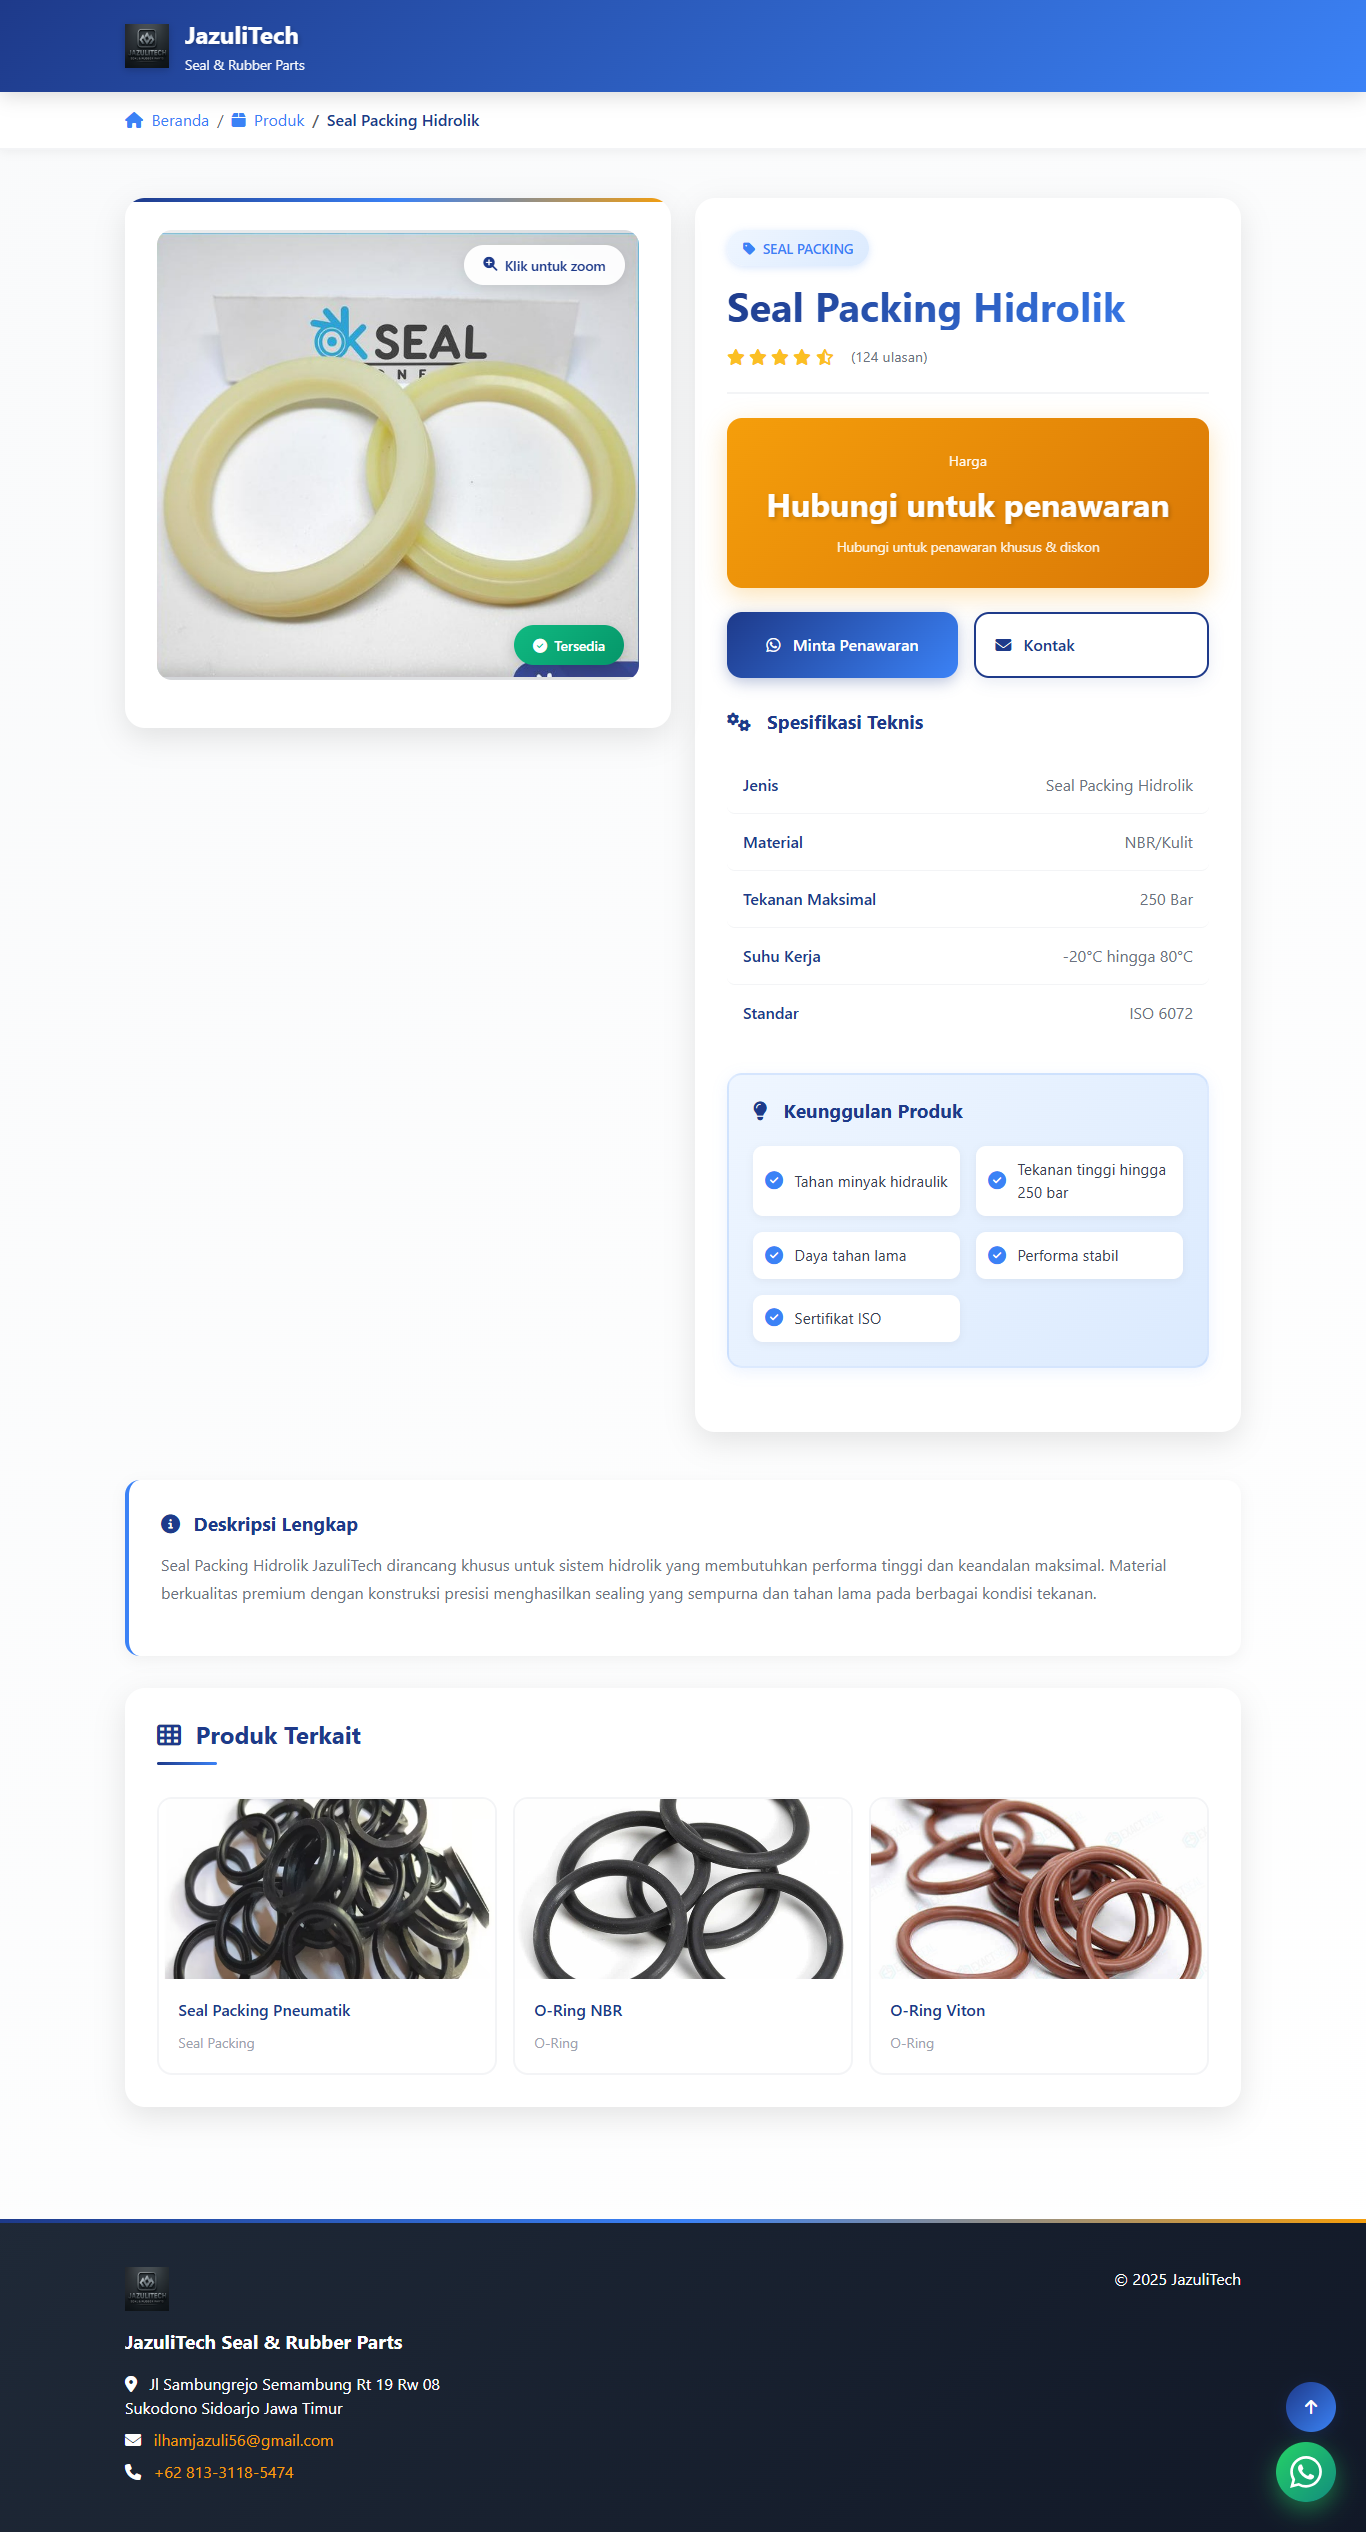 JazuliTech
Seal & Rubber Parts
Beranda / Produk / Seal Packing Hidrolik
Klik untuk zoom
OK SEAL
Tersedia
SEAL PACKING
Seal Packing Hidrolik
(124 ulasan)
Harga
Hubungi untuk penawaran
Hubungi untuk penawaran khusus & diskon
Minta Penawaran
Kontak
Spesifikasi Teknis
Jenis Seal Packing Hidrolik
Material NBR/Kulit
Tekanan Maksimal 250 Bar
Suhu Kerja -20°C hingga 80°C
Standar ISO 6072
Keunggulan Produk
Tahan minyak hidraulik
Tekanan tinggi hingga
250 bar
Daya tahan lama
Performa stabil
Sertifikat ISO
Deskripsi Lengkap
Seal Packing Hidrolik JazuliTech dirancang khusus untuk sistem hidrolik yang membutuhkan performa tinggi dan keandalan maksimal. Material
berkualitas premium dengan konstruksi presisi menghasilkan sealing yang sempurna dan tahan lama pada berbagai kondisi tekanan.
Produk Terkait
Seal Packing Pneumatik
Seal Packing
O-Ring NBR
O-Ring
O-Ring Viton
O-Ring
JAZULITECH
© 2025 JazuliTech
JazuliTech Seal & Rubber Parts
Jl Sambungrejo Semambung Rt 19 Rw 08
Sukodono Sidoarjo Jawa Timur
ilhamjazuli56@gmail.com
+62 813-3118-5474